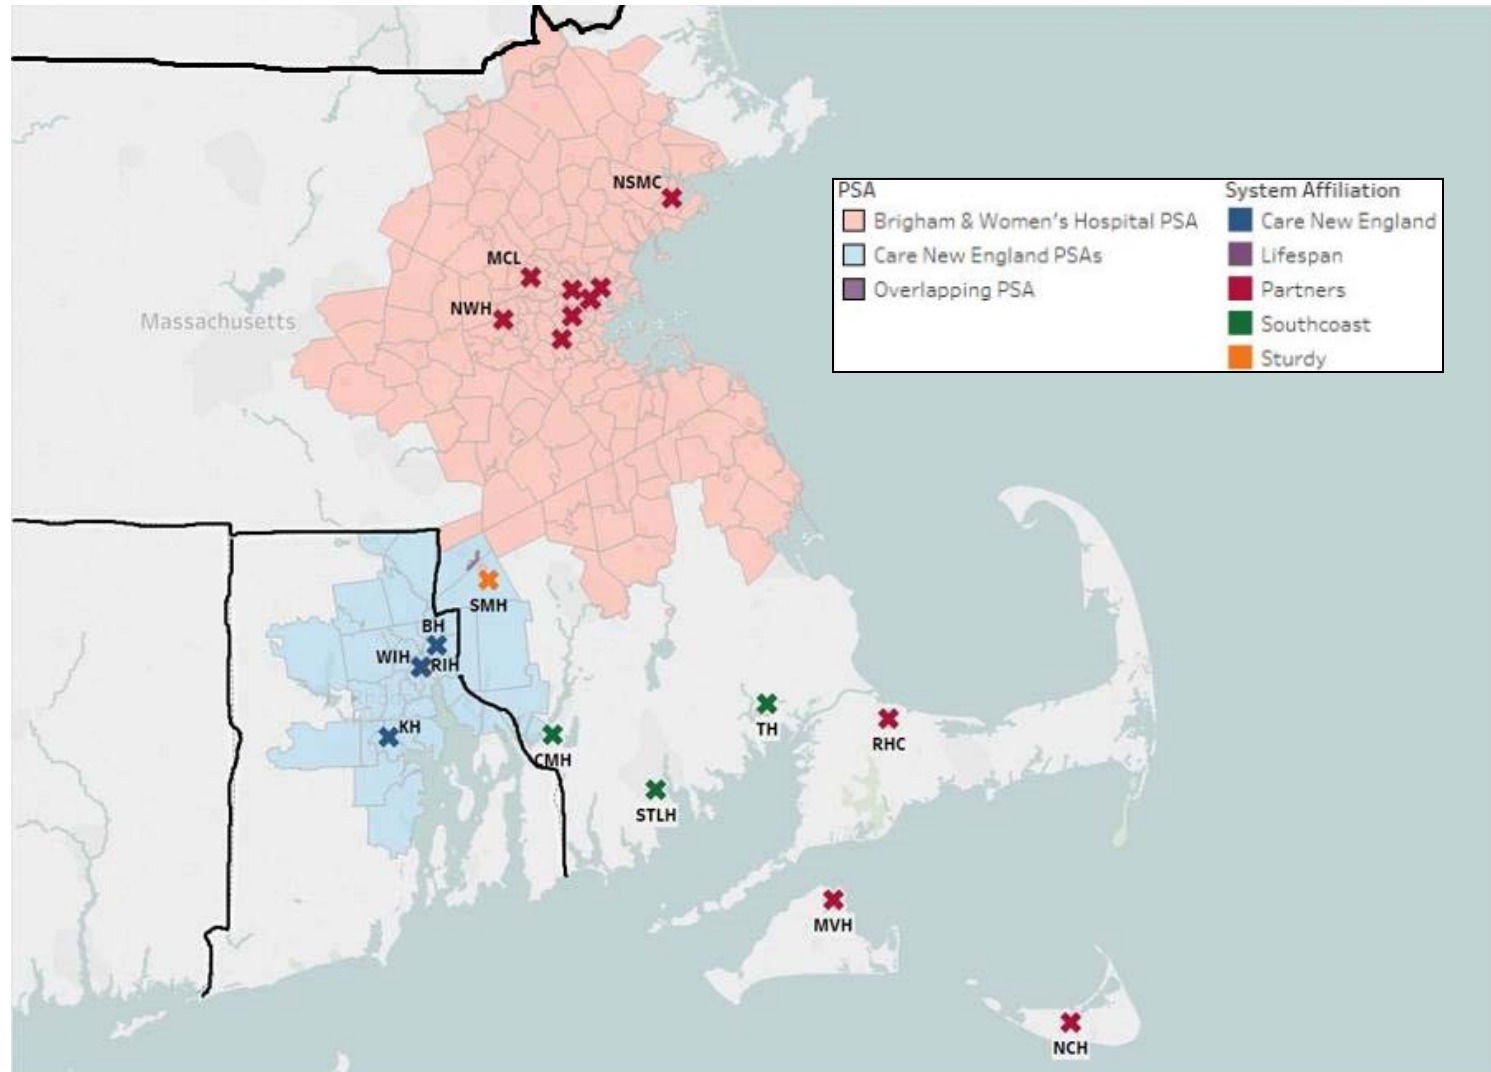 NSMC
PSA
System Affiliation
Brigham & Women's Hospital PSA
Care New England
Care New England PSAs
Lifespan
Overlapping PSA
Partners
Southcoast
Sturdy
MCL
NWH
Massachusetts
SMH
BH
WIH
RIH
KH
CMH
TH
RHC
STLH
MVH
NCH